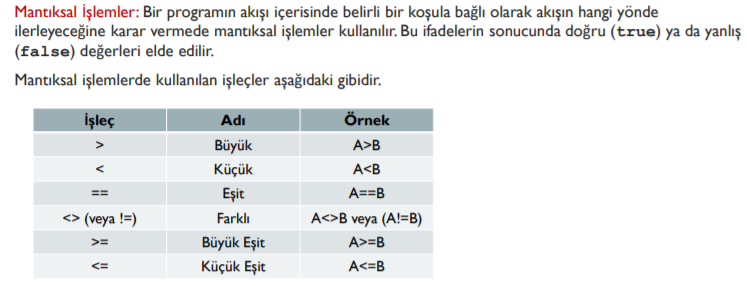 Mantıksal İşlemler: Bir programın akışı içerisinde belirli bir koşula bağlı olarak akışın hangi yönde
ilerleyeceğine karar vermede mantıksal işlemler kullanılır. Bu ifadelerin sonucunda doğru (true) ya da yanlış
(false) değerleri elde edilir.
Mantıksal işlemlerde kullanılan işleçler aşağıdaki gibidir.
İşleç Adı Örnek
> Büyük A>B
< Küçük A<B
== Eşit A==B
<> (veya !=) Farklı A<>B veya (A!=B)
>= Büyük Eşit A>=B
<= Küçük Eşit A<=B